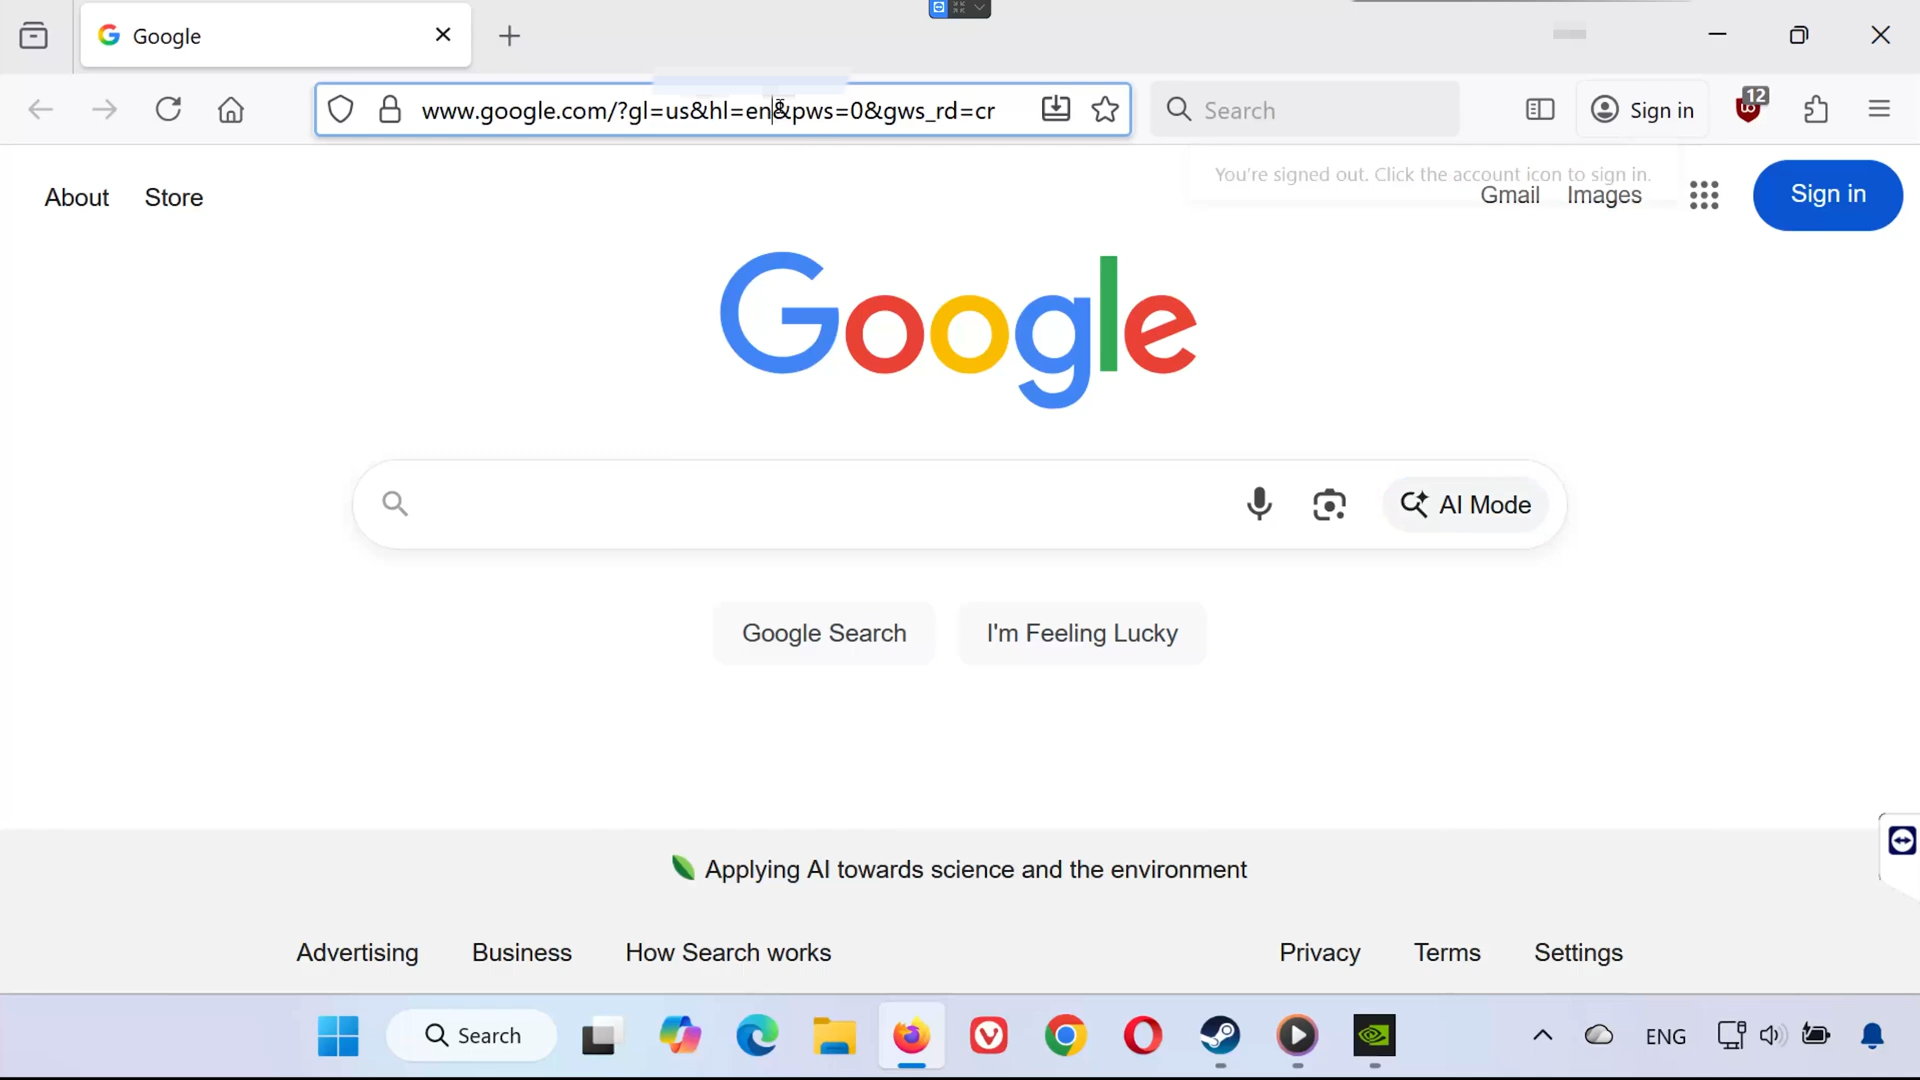 Google
www.google.com/?gl=us&hl=en&pws=0&gws_rd=cr
Search
Sign in
12
You're signed out. Click the account icon to sign in.
About
Store
Gmail
Images
Sign in
Google
AI Mode
Google Search
I'm Feeling Lucky
Applying AI towards science and the environment
Advertising
Business
How Search works
Privacy
Terms
Settings
Search
ENG